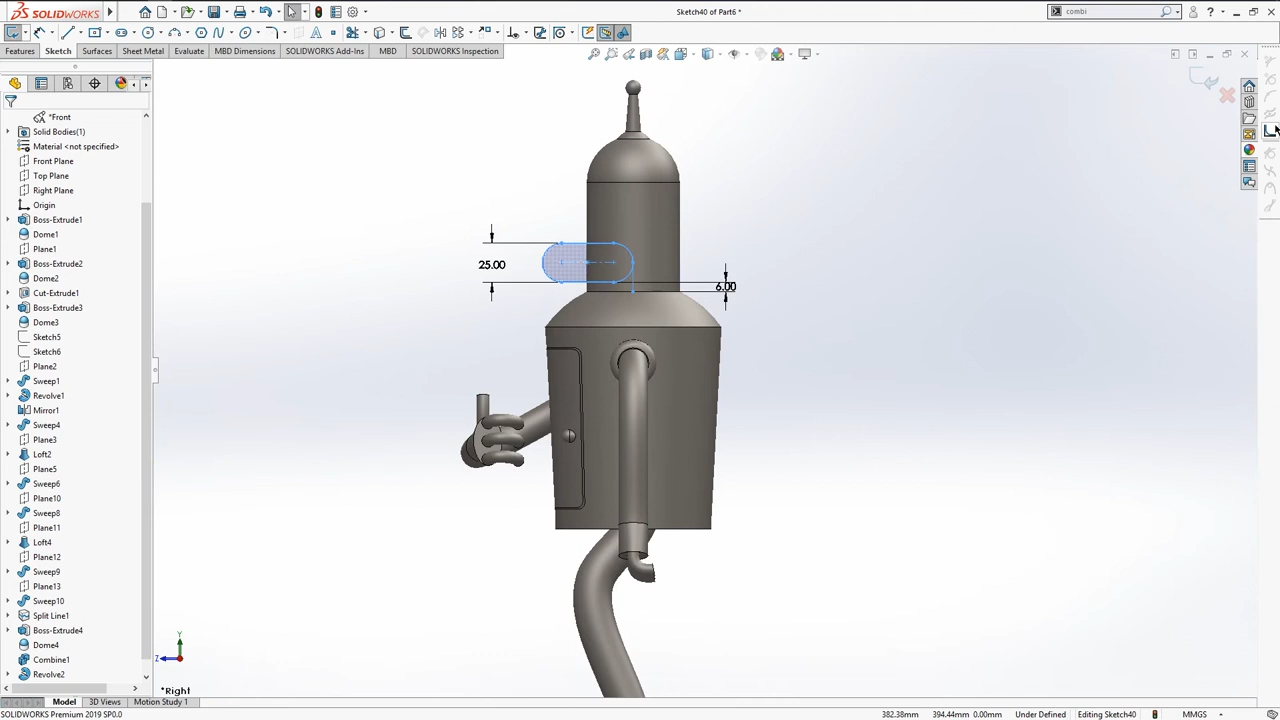 SOLIDWORKS
Sketch40 of Part6 *
combi
Features
Sketch
Surfaces
Sheet Metal
Evaluate
MBD Dimensions
SOLIDWORKS Add-Ins
MBD
SOLIDWORKS Inspection
*Front
Solid Bodies(1)
Material <not specified>
Front Plane
Top Plane
Right Plane
Origin
Boss-Extrude1
Dome1
Plane1
Boss-Extrude2
Dome2
Cut-Extrude1
Boss-Extrude3
Dome3
Sketch5
Sketch6
Plane2
Sweep1
Revolve1
Mirror1
Sweep4
Plane3
Loft2
Plane5
Sweep6
Plane10
Sweep8
Plane11
Loft4
Plane12
Sweep9
Plane13
Sweep10
Split Line1
Boss-Extrude4
Dome4
Combine1
Revolve2
25.00
6.00
Y
Z
*Right
Model
3D Views
Motion Study 1
SOLIDWORKS Premium 2019 SP0.0
382.38mm
394.44mm
0.00mm
Under Defined
Editing Sketch40
MMGS